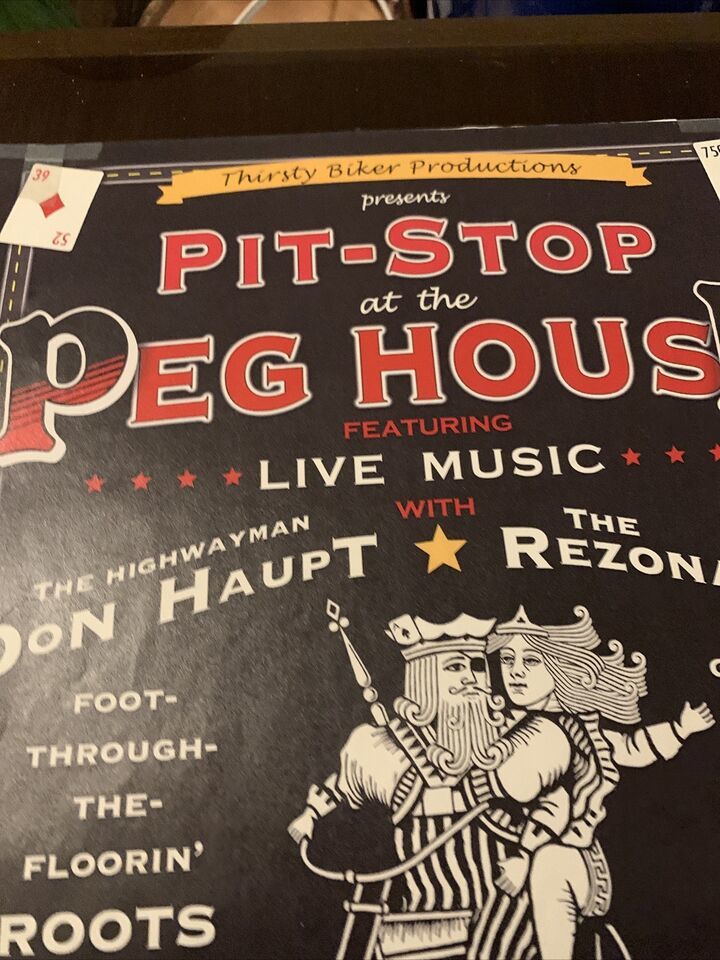 Thirsty Biker Productions
39
52
presents
PIT-STOP
at the
PEG HOUS
FEATURING
LIVE MUSIC
WITH
THE HIGHWAYMAN
DON HAUPT
THE
REZONA
FOOT-
THROUGH-
THE-
FLOORIN'
ROOTS